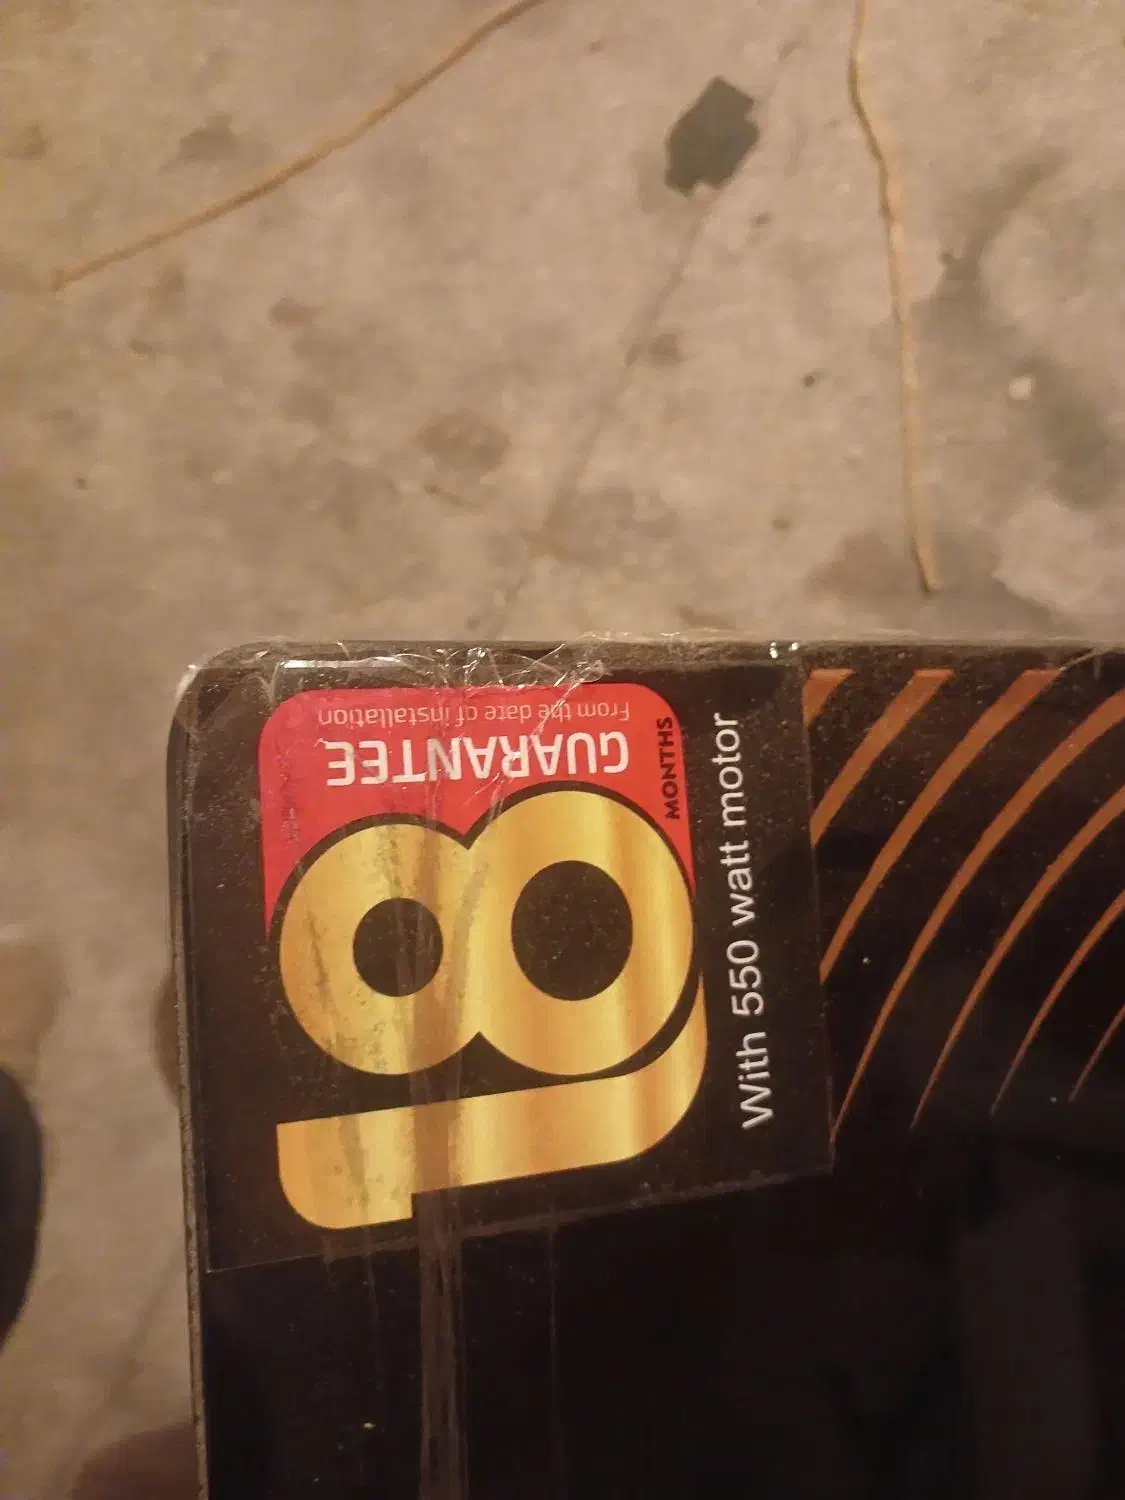 18
MONTHS
GUARANTEE
From the date of installation
With 550 watt motor